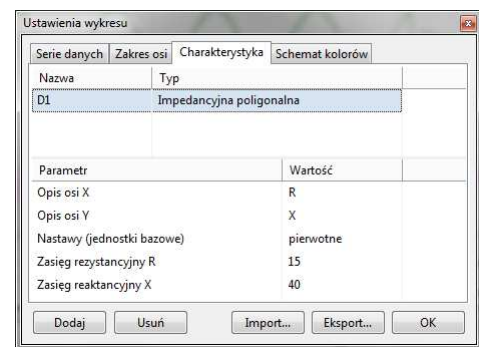 Ustawienia wykresu
Serie danych Zakres osi Charakterystyka Schemat kolorów
Nazwa Typ
D1 Impedancyjna poligonalna
Parametr Wartość
Opis osi X R
Opis osi Y X
Nastawy (jednostki bazowe) pierwotne
Zasięg rezystancyjny R 15
Zasięg reaktancyjny X 40
Dodaj Usuń Import... Eksport... OK